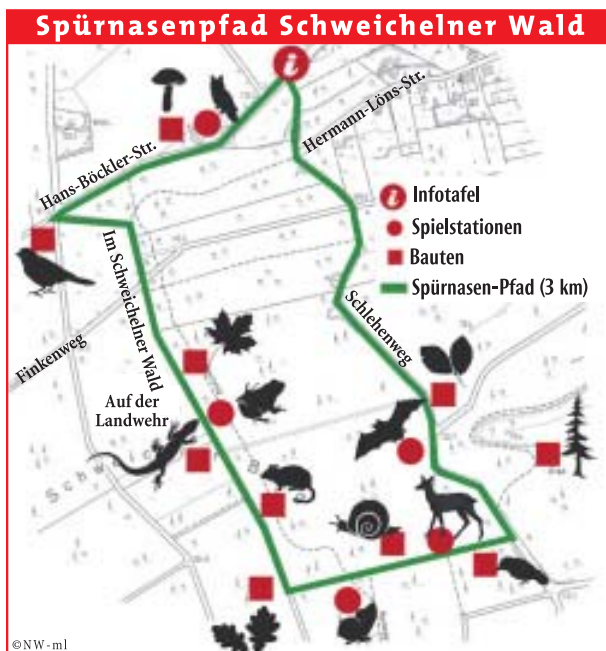 Spürnasenpfad Schweichelner Wald
i
Hermann-Löns-Str.
Hans-Böckler-Str.
i Infotafel
Spielstationen
Bauten
Spürnasen-Pfad (3 km)
Im Schweichelner Wald
Schlehenweg
Finkenweg
Auf der
Landwehr
©NW-ml